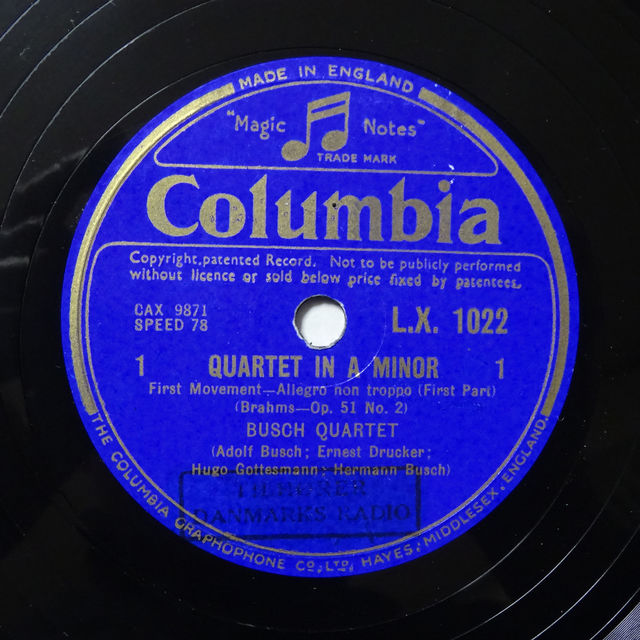 MADE IN ENGLAND
"Magic Notes"
TRADE MARK
Columbia
Copyright, patented Record. Not to be publicly performed
without licence or sold below price fixed by patentees.
CAX 9871
SPEED 78
L.X. 1022
1 QUARTET IN A MINOR 1
First Movement—Allegro non troppo (First Part)
(Brahms—Op. 51 No. 2)
BUSCH QUARTET
(Adolf Busch; Ernest Drucker;
Hugo Gottesmann; Hermann Busch)
TILHØRER
DANMARKS RADIO
THE COLUMBIA GRAPHOPHONE CO., LTD., HAYES, MIDDLESEX, ENGLAND.